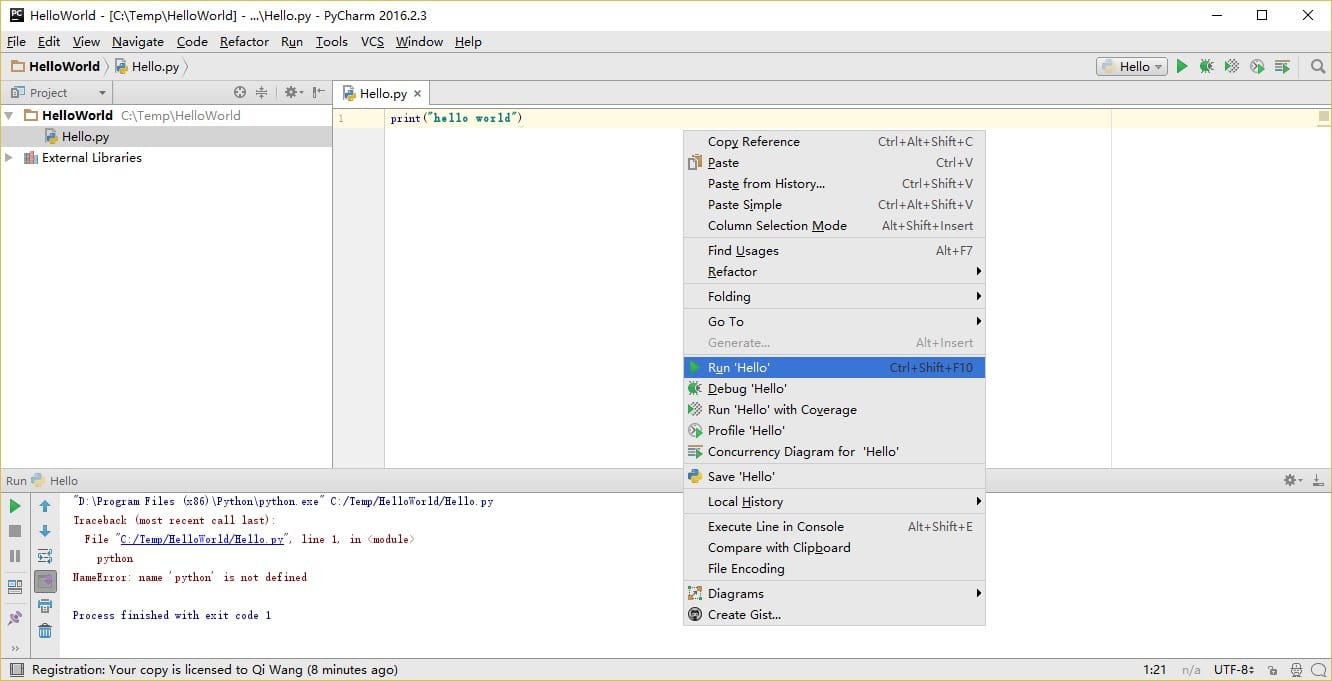 HelloWorld - [C:\Temp\HelloWorld] - ...\Hello.py - PyCharm 2016.2.3
File Edit View Navigate Code Refactor Run Tools VCS Window Help
HelloWorld Hello.py Hello
Project Hello.py
HelloWorld C:\Temp\HelloWorld
Hello.py
External Libraries
1 print("hello world")
Copy Reference Ctrl+Alt+Shift+C
Paste Ctrl+V
Paste from History... Ctrl+Shift+V
Paste Simple Ctrl+Alt+Shift+V
Column Selection Mode Alt+Shift+Insert
Find Usages Alt+F7
Refactor
Folding
Go To
Generate... Alt+Insert
Run 'Hello' Ctrl+Shift+F10
Debug 'Hello'
Run 'Hello' with Coverage
Profile 'Hello'
Concurrency Diagram for 'Hello'
Save 'Hello'
Local History
Execute Line in Console Alt+Shift+E
Compare with Clipboard
File Encoding
Diagrams
Create Gist...
Run Hello
"D:\Program Files (x86)\Python\python.exe" C:/Temp/HelloWorld/Hello.py
Traceback (most recent call last):
File "C:/Temp/HelloWorld/Hello.py", line 1, in <module>
python
NameError: name 'python' is not defined
Process finished with exit code 1
Registration: Your copy is licensed to Qi Wang (8 minutes ago) 1:21 n/a UTF-8